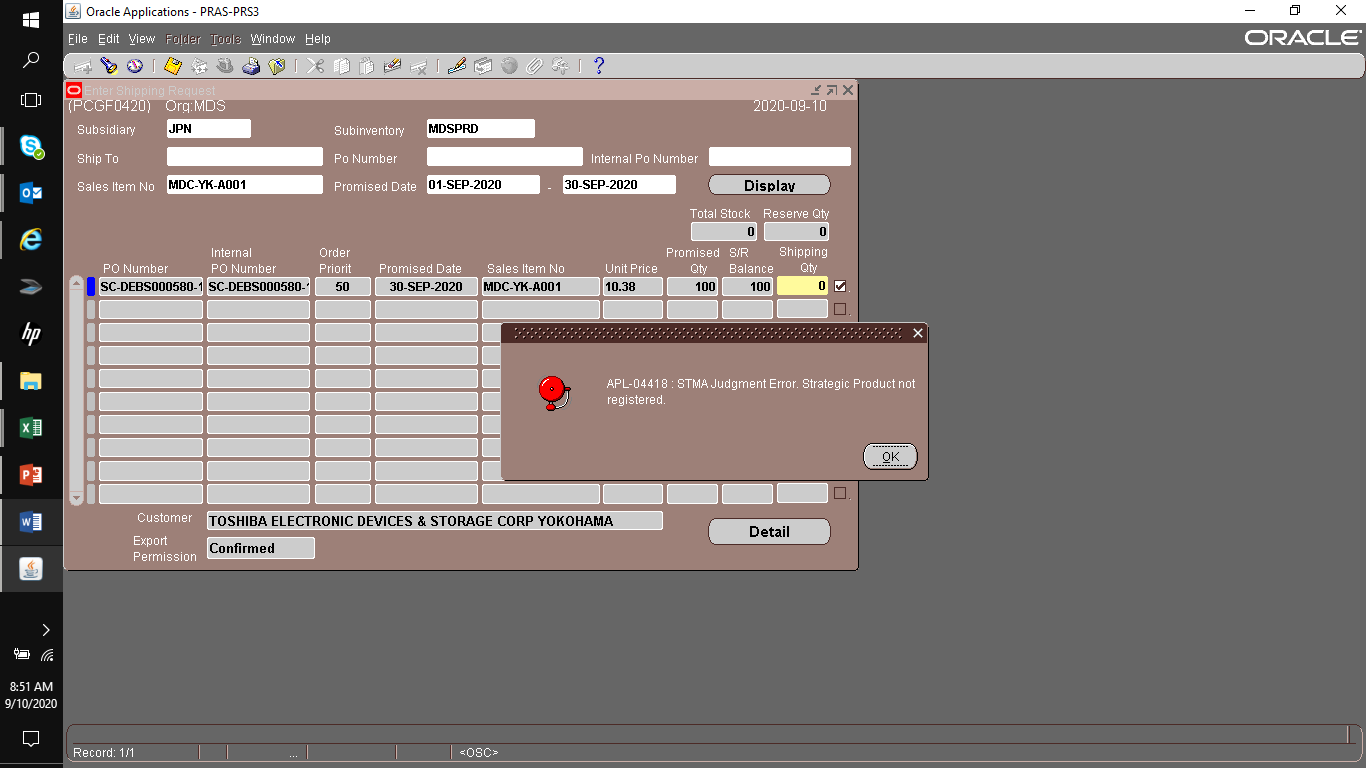 Oracle Applications - PRAS-PRS3
File Edit View Folder Tools Window Help
ORACLE
Enter Shipping Request
(PCGF0420) Org:MDS 2020-09-10
Subsidiary JPN Subinventory MDSPRD
Ship To Po Number Internal Po Number
Sales Item No MDC-YK-A001 Promised Date 01-SEP-2020 - 30-SEP-2020 Display
Total Stock Reserve Qty
0 0
Internal Order Promised S/R Shipping
PO Number PO Number Priorit Promised Date Sales Item No Unit Price Qty Balance Qty
SC-DEBS000580-1 SC-DEBS000580- 50 30-SEP-2020 MDC-YK-A001 10.38 100 100 0
APL-04418 : STMA Judgment Error. Strategic Product not
registered.
OK
Customer TOSHIBA ELECTRONIC DEVICES & STORAGE CORP YOKOHAMA
Detail
Export
Permission Confirmed
hp
8:51 AM
9/10/2020
Record: 1/1 ... <OSC>